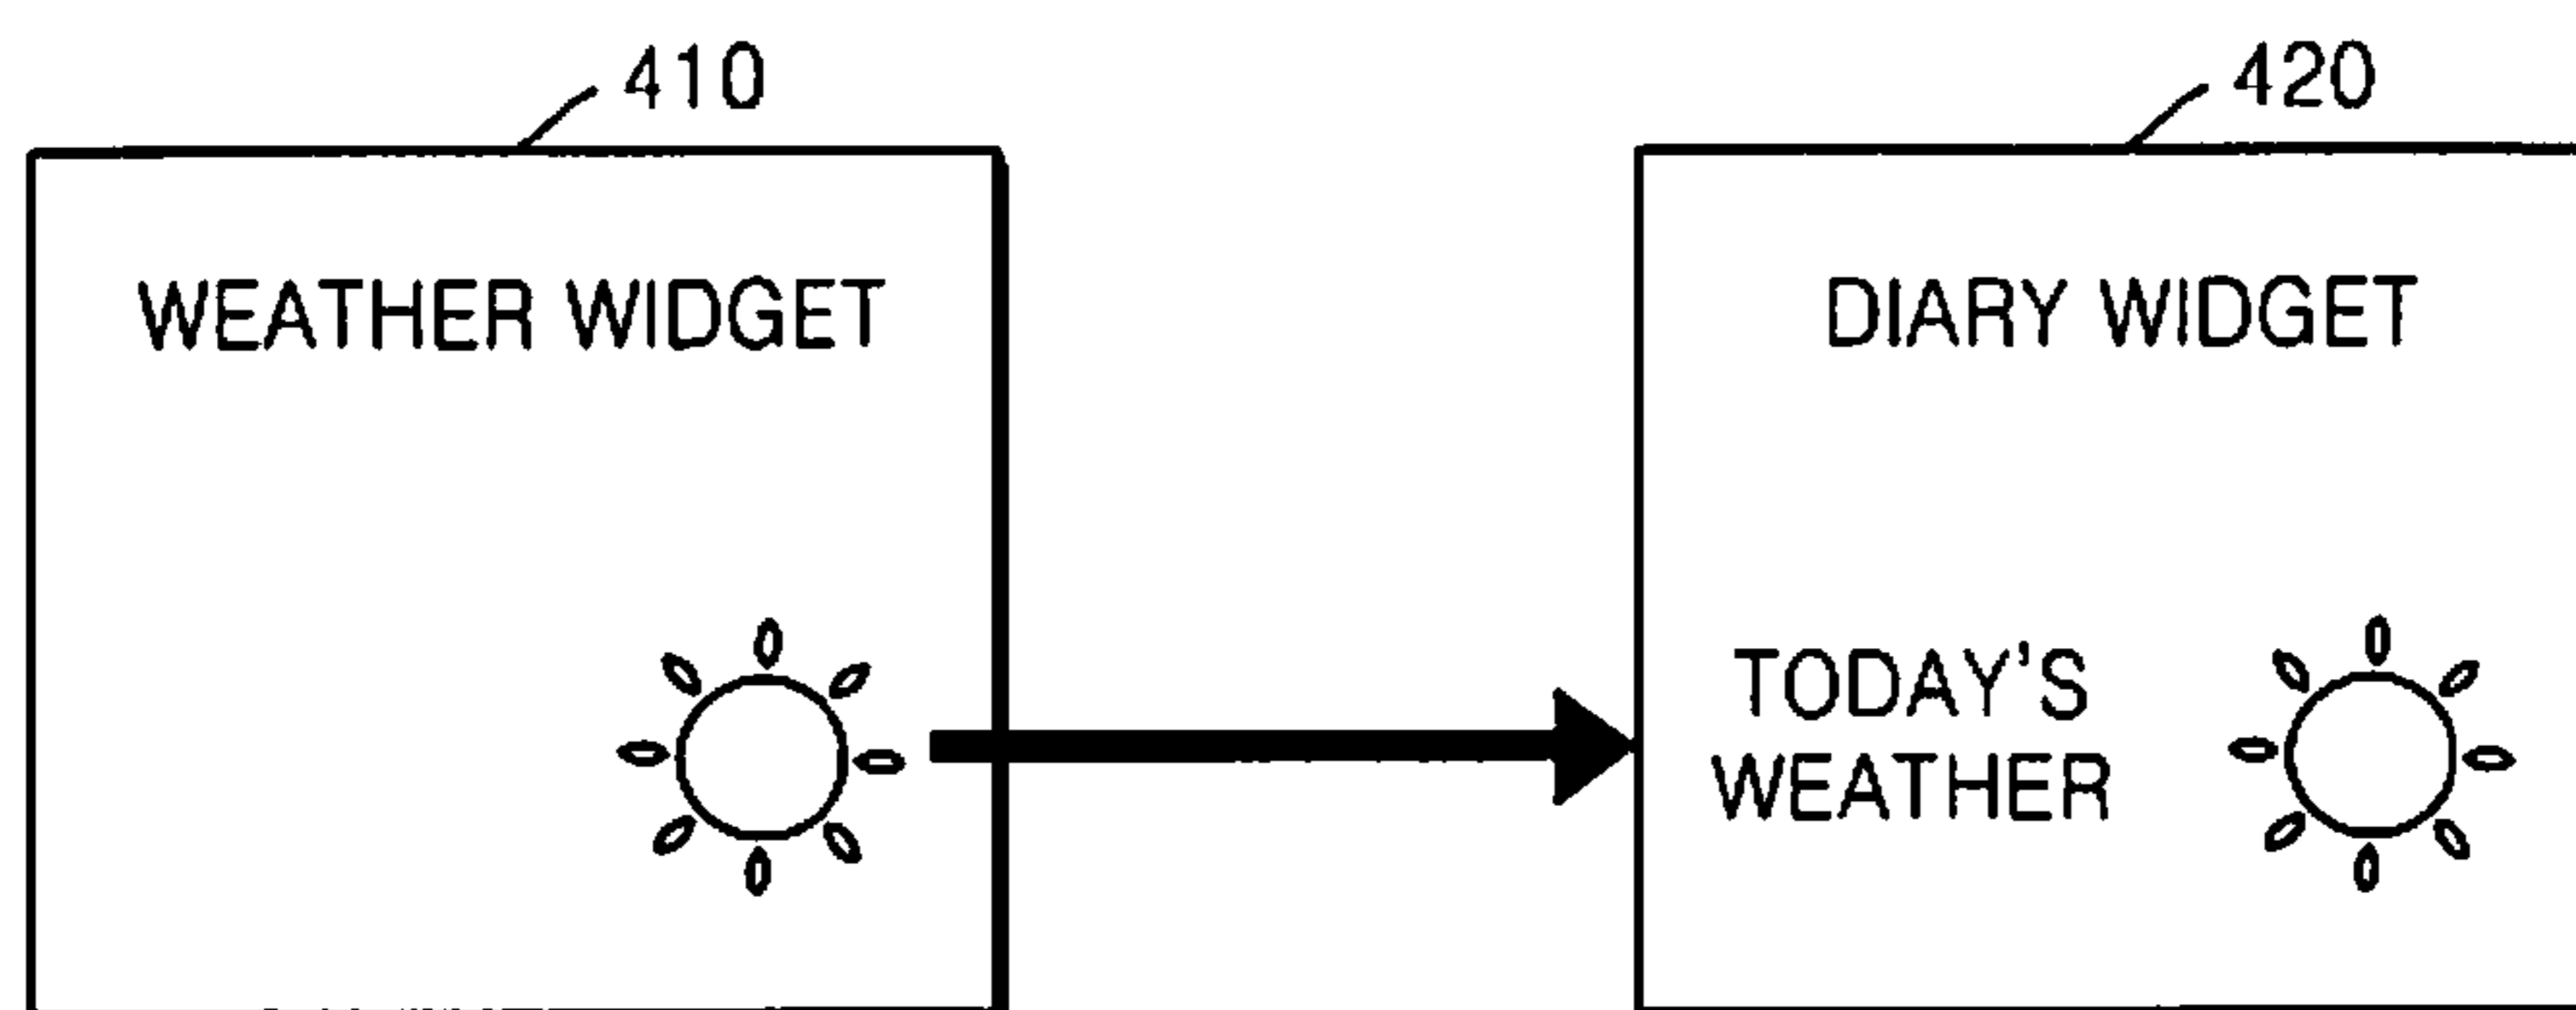 410
420
WEATHER WIDGET
DIARY WIDGET
TODAY'S
WEATHER